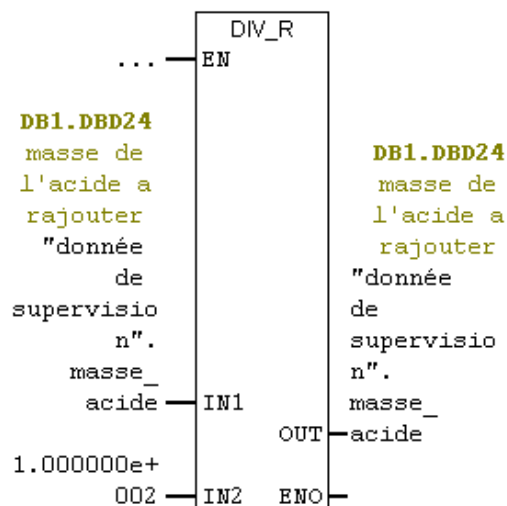 DIV_R
... EN
DB1.DBD24
masse de
l'acide a
rajouter
"donnée
de
supervisio
n".
masse_
acide
IN1
DB1.DBD24
masse de
l'acide a
rajouter
"donnée
de
supervisio
n".
masse_
acide
OUT
1.000000e+
002
IN2
ENO